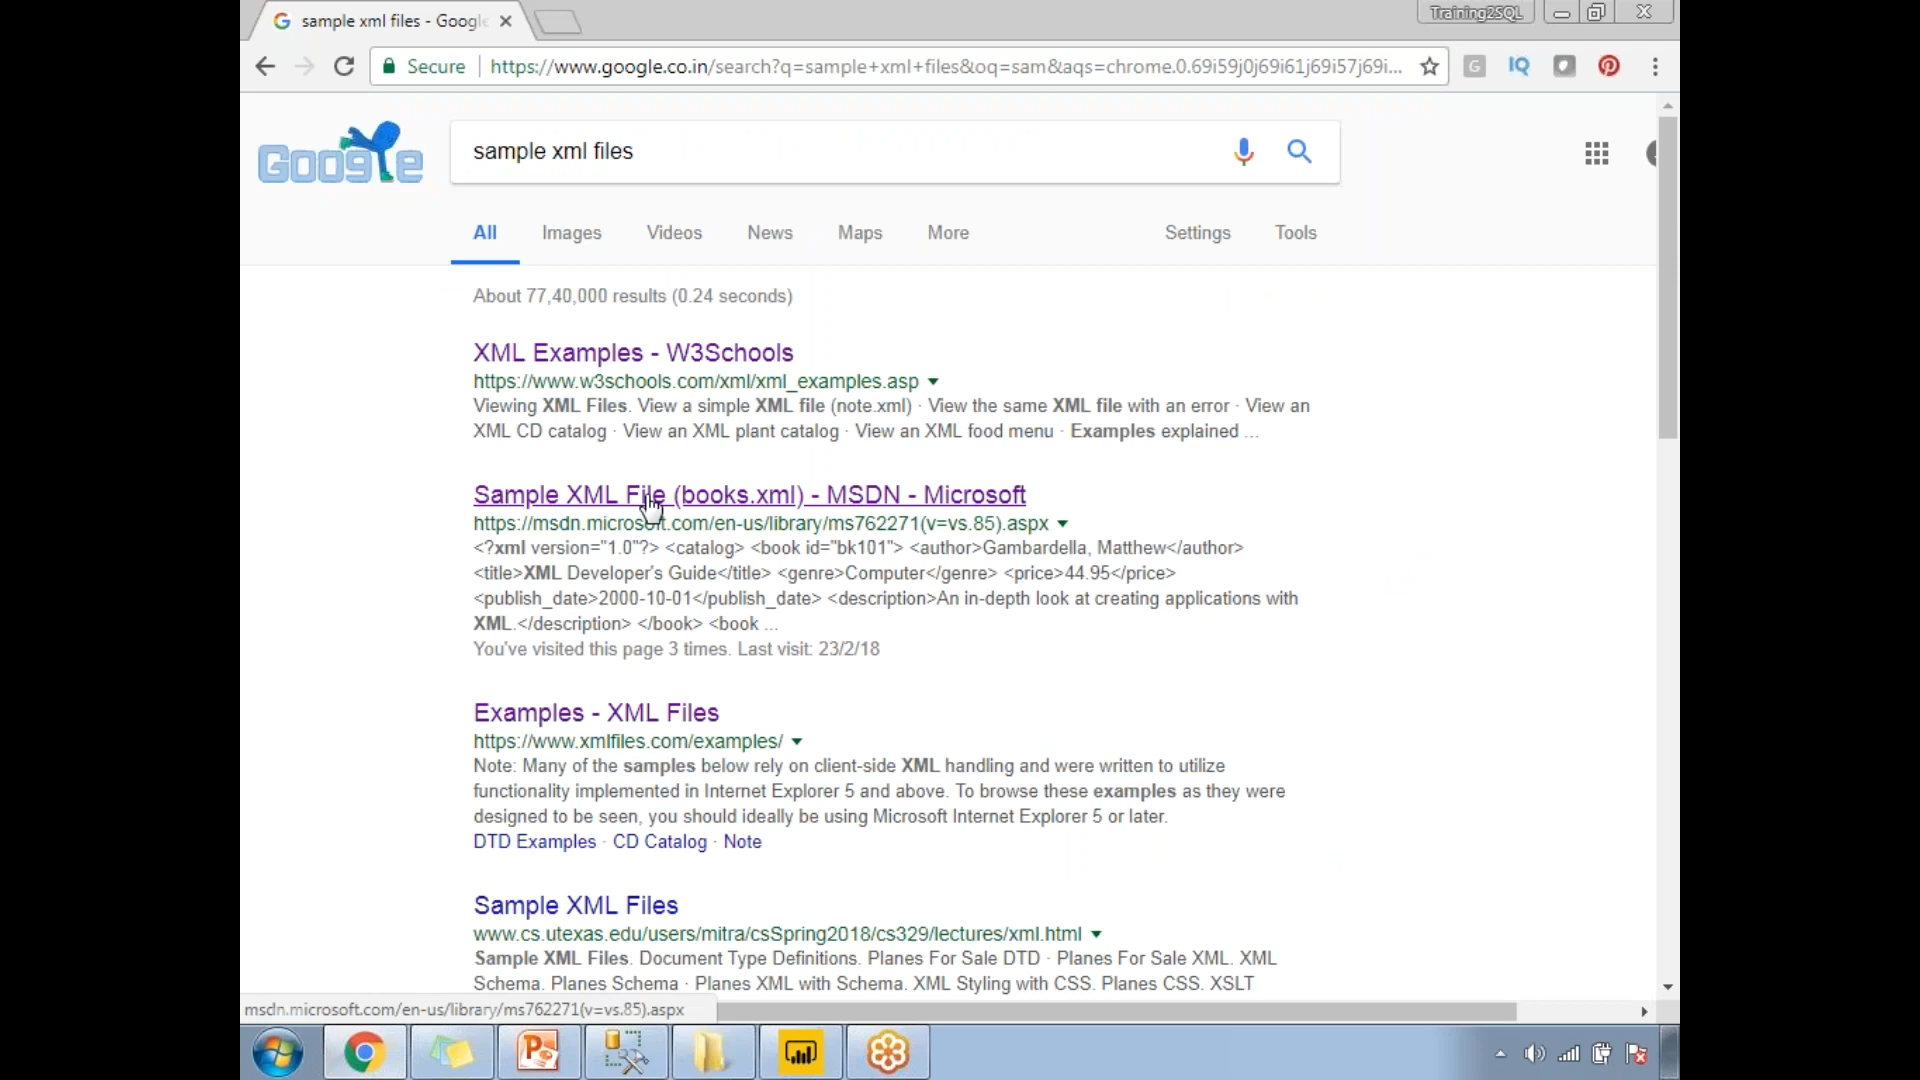 sample xml files - Google
Training2SQL
Secure
https://www.google.co.in/search?q=sample+xml+files&oq=sam&aqs=chrome.0.69i59j0j69i61j69i57j69i...
G
IQ
Google
sample xml files
All Images Videos News Maps More Settings Tools
About 77,40,000 results (0.24 seconds)
XML Examples - W3Schools
https://www.w3schools.com/xml/xml_examples.asp
Viewing XML Files. View a simple XML file (note.xml) · View the same XML file with an error · View an
XML CD catalog · View an XML plant catalog · View an XML food menu · Examples explained ...
Sample XML File (books.xml) - MSDN - Microsoft
https://msdn.microsoft.com/en-us/library/ms762271(v=vs.85).aspx
<?xml version="1.0"?> <catalog> <book id="bk101"> <author>Gambardella, Matthew</author>
<title>XML Developer's Guide</title> <genre>Computer</genre> <price>44.95</price>
<publish_date>2000-10-01</publish_date> <description>An in-depth look at creating applications with
XML.</description> </book> <book ...
You've visited this page 3 times. Last visit: 23/2/18
Examples - XML Files
https://www.xmlfiles.com/examples/
Note: Many of the samples below rely on client-side XML handling and were written to utilize
functionality implemented in Internet Explorer 5 and above. To browse these examples as they were
designed to be seen, you should ideally be using Microsoft Internet Explorer 5 or later.
DTD Examples · CD Catalog · Note
Sample XML Files
www.cs.utexas.edu/users/mitra/csSpring2018/cs329/lectures/xml.html
Sample XML Files. Document Type Definitions. Planes For Sale DTD · Planes For Sale XML. XML
Schema. Planes Schema · Planes XML with Schema. XML Styling with CSS. Planes CSS. XSLT
msdn.microsoft.com/en-us/library/ms762271(v=vs.85).aspx